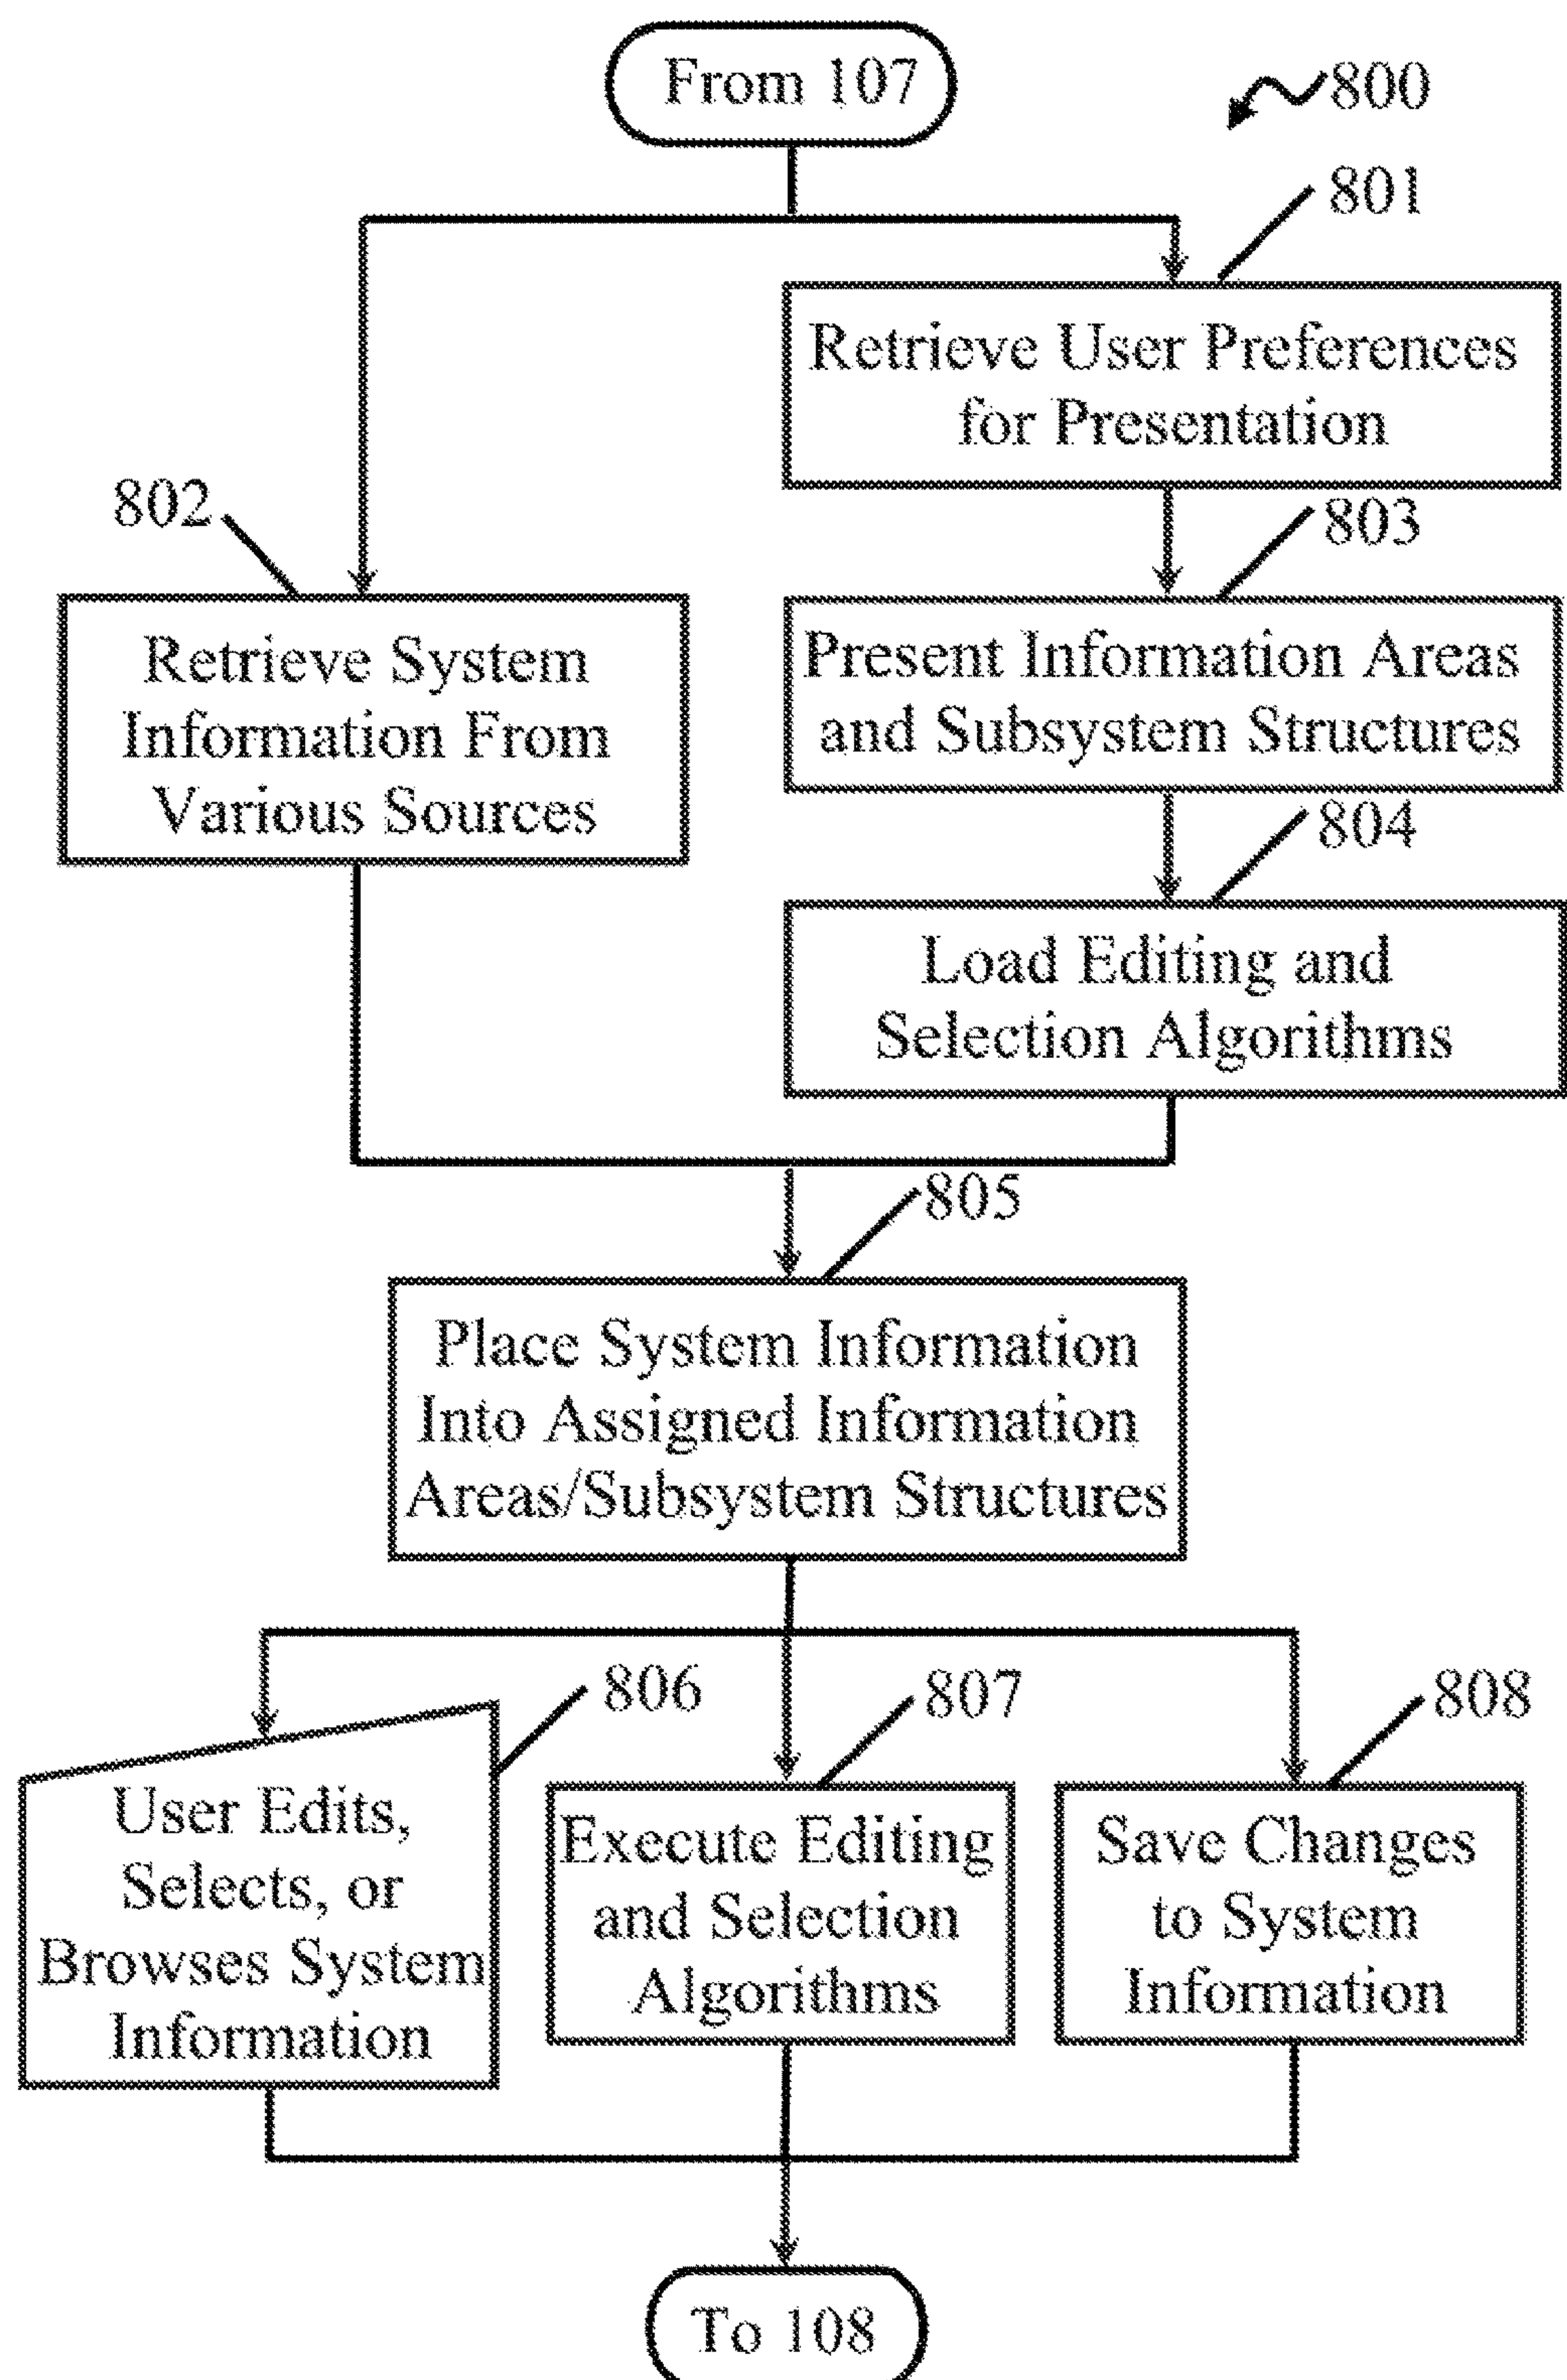 From 107
800
801
Retrieve User Preferences
for Presentation
802
803
Retrieve System
Information From
Various Sources
Present Information Areas
and Subsystem Structures
804
Load Editing and
Selection Algorithms
805
Place System Information
Into Assigned Information
Areas/Subsystem Structures
806
807
808
User Edits,
Selects, or
Browses System
Information
Execute Editing
and Selection
Algorithms
Save Changes
to System
Information
To 108